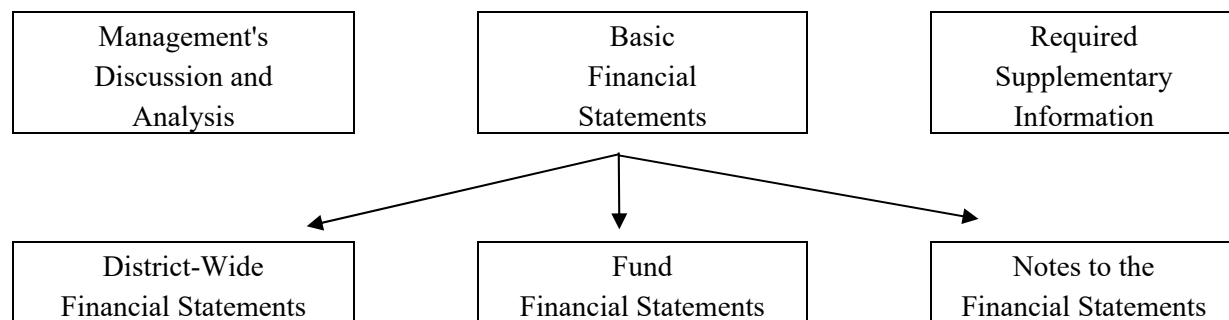 Management's
Discussion and
Analysis
Basic
Financial
Statements
Required
Supplementary
Information
District-Wide
Financial Statements
Fund
Financial Statements
Notes to the
Financial Statements